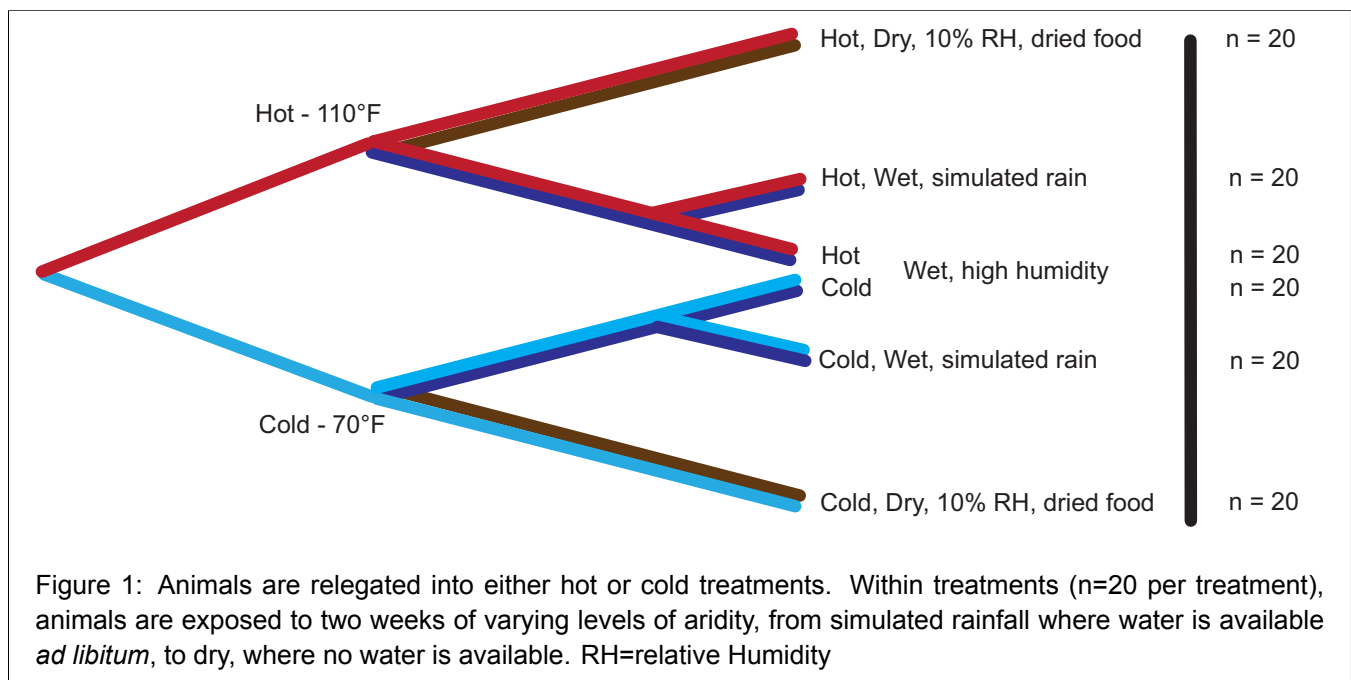 Hot, Dry, 10% RH, dried food n = 20
Hot - 110°F
Hot, Wet, simulated rain n = 20
Hot n = 20
Wet, high humidity
Cold n = 20
Cold, Wet, simulated rain n = 20
Cold - 70°F
Cold, Dry, 10% RH, dried food n = 20
Figure 1: Animals are relegated into either hot or cold treatments. Within treatments (n=20 per treatment),
animals are exposed to two weeks of varying levels of aridity, from simulated rainfall where water is available
ad libitum, to dry, where no water is available. RH=relative Humidity